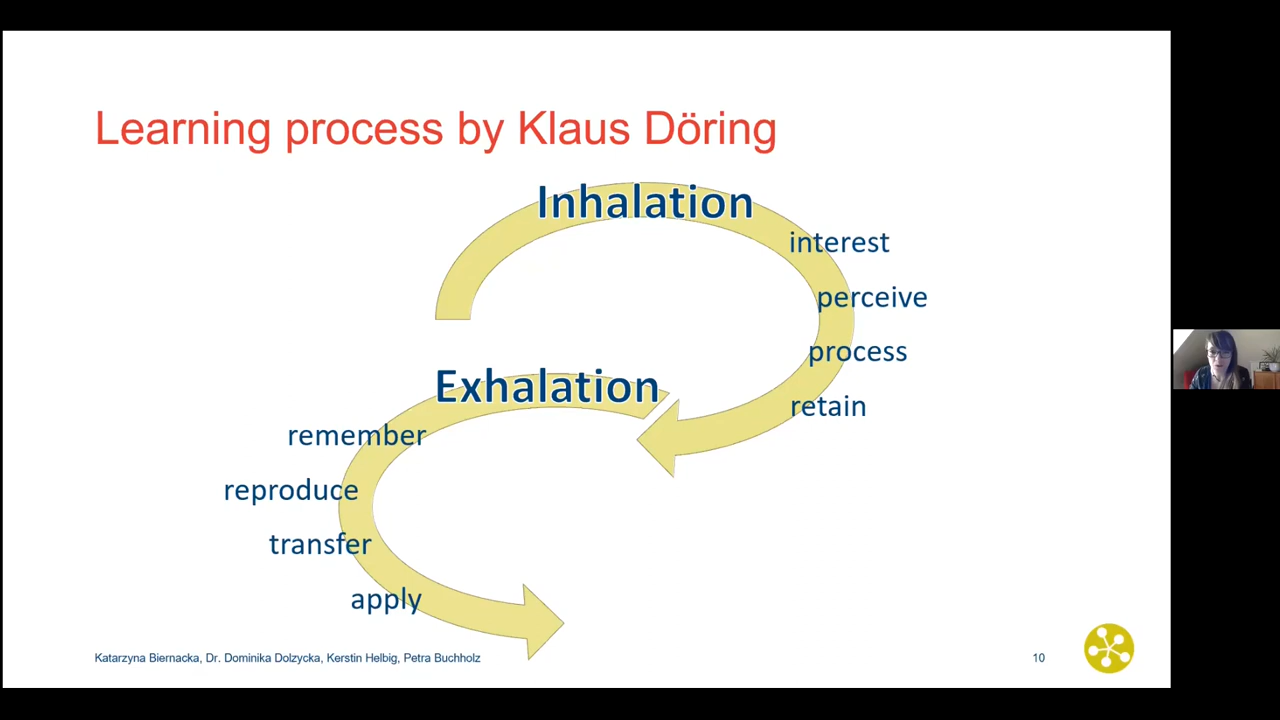 Learning process by Klaus Döring
Inhalation
interest
perceive
process
retain
Exhalation
remember
reproduce
transfer
apply
Katarzyna Biernacka, Dr. Dominika Dolzycka, Kerstin Helbig, Petra Buchholz
10